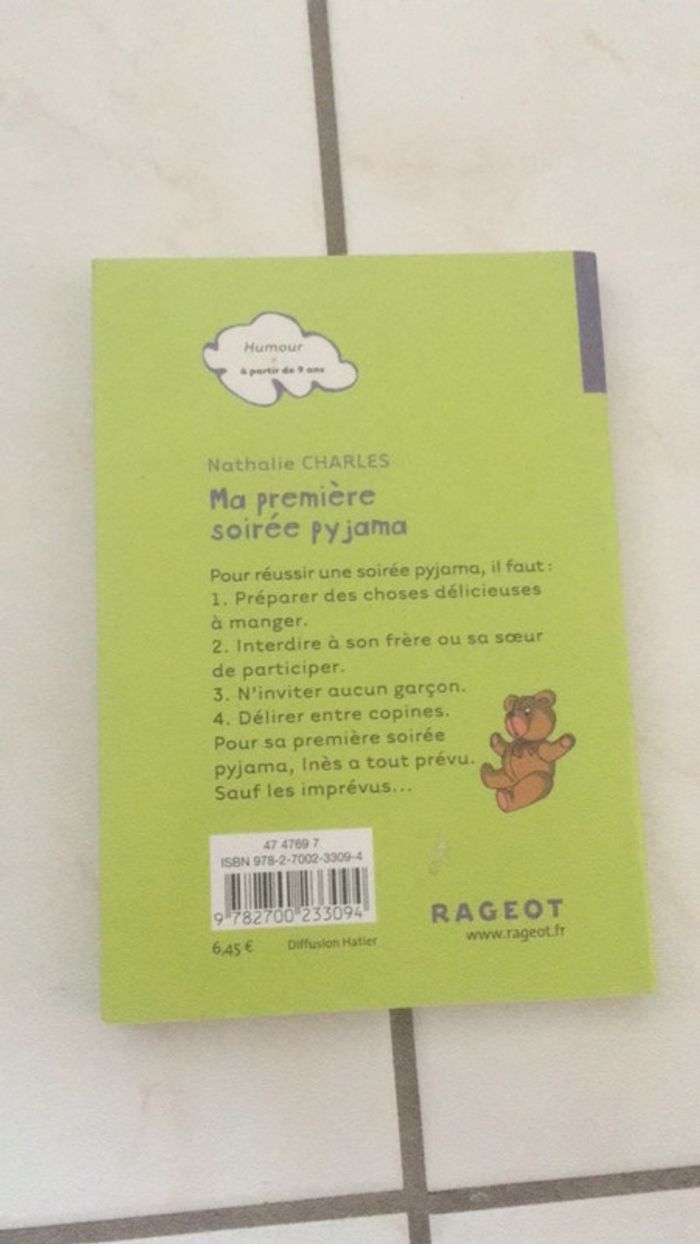 Humour
à partir de 9 ans
Nathalie CHARLES
Ma première
soirée pyjama
Pour réussir une soirée pyjama, il faut :
1. Préparer des choses délicieuses
à manger.
2. Interdire à son frère ou sa sœur
de participer.
3. N'inviter aucun garçon.
4. Délirer entre copines.
Pour sa première soirée
pyjama, Inès a tout prévu.
Sauf les imprévus...
47 4769 7
ISBN 978-2-7002-3309-4
9 782700 233094
6,45 €
Diffusion Hatier
RAGEOT
www.rageot.fr